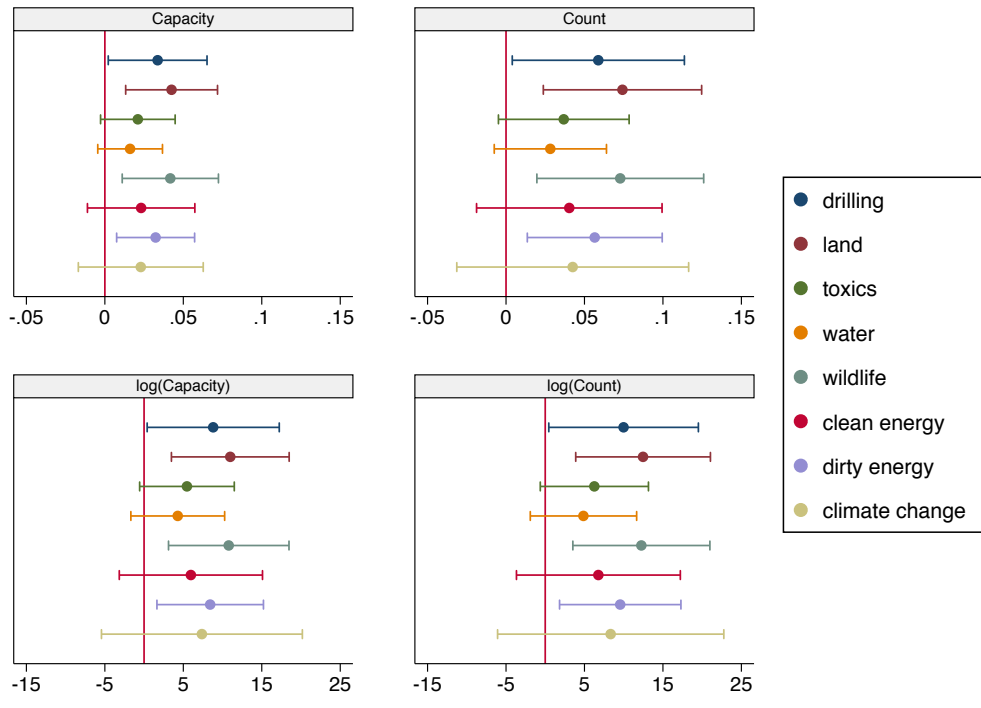 Capacity
Count
-.05 0 .05 .1 .15
-.05 0 .05 .1 .15
log(Capacity)
log(Count)
-15 -5 5 15 25
-15 -5 5 15 25
drilling
land
toxics
water
wildlife
clean energy
dirty energy
climate change